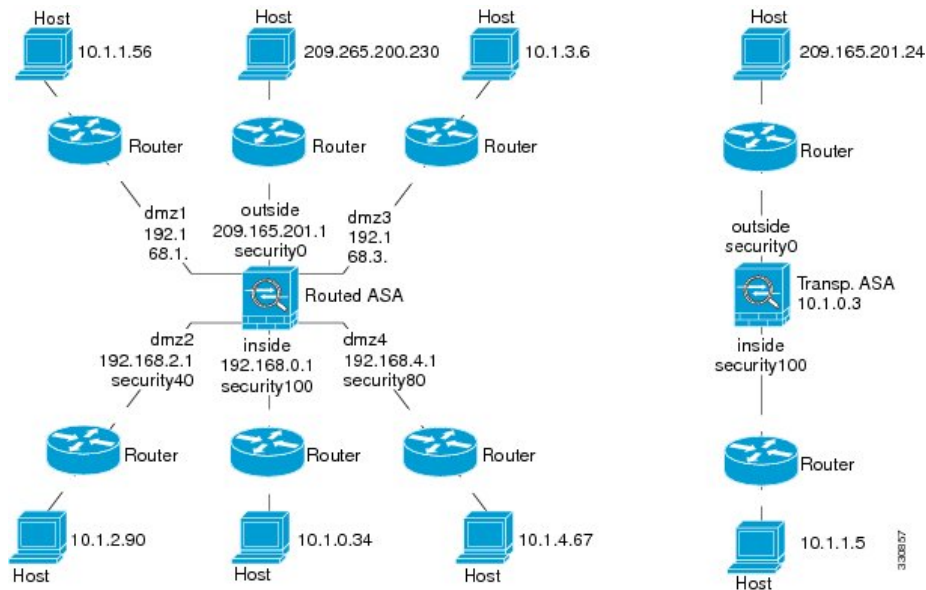 Host
10.1.1.56
Router
Host
209.265.200.230
Router
Host
10.1.3.6
Router
dmz1
192.1
68.1.
outside
209.165.201.1
security0
dmz3
192.1
68.3.
Routed ASA
dmz2
192.168.2.1
security40
inside
192.168.0.1
security100
dmz4
192.168.4.1
security80
Router
Router
Router
10.1.2.90
Host
10.1.0.34
Host
10.1.4.67
Host
Host
209.165.201.24
Router
outside
security0
Transp. ASA
10.1.0.3
inside
security100
Router
10.1.1.5
Host
330857